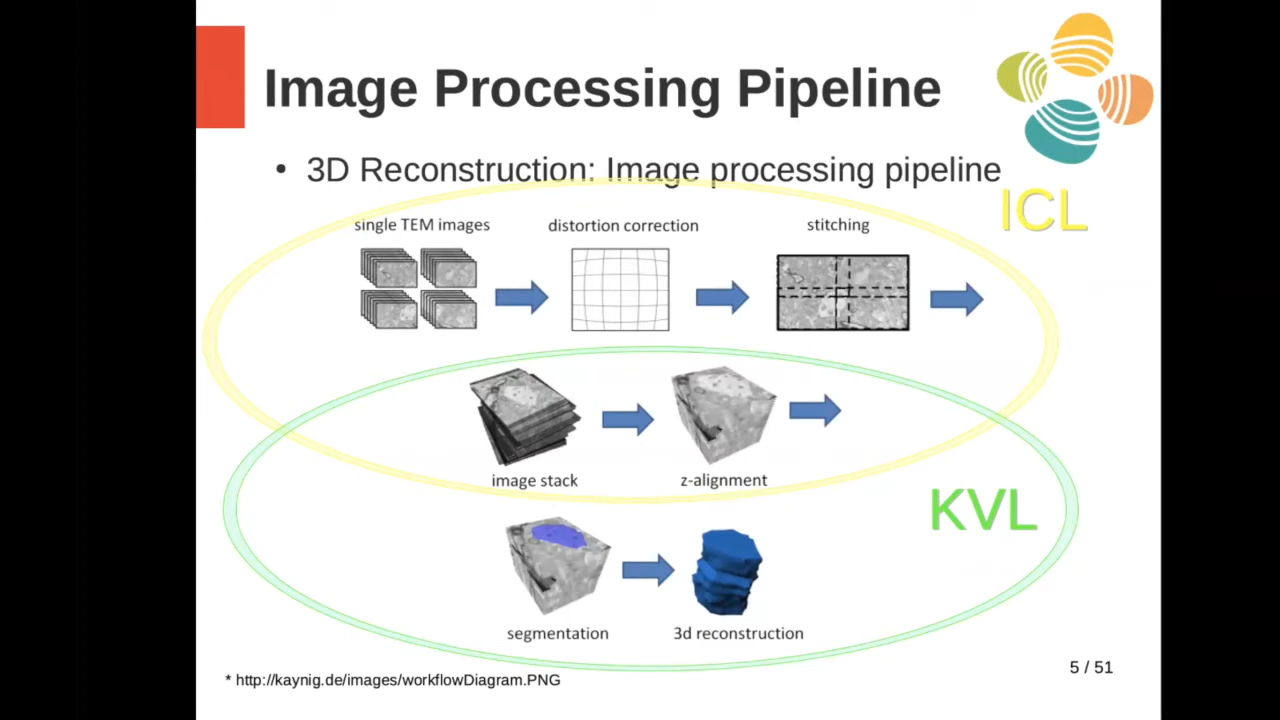 Image Processing Pipeline
• 3D Reconstruction: Image processing pipeline
ICL
single TEM images
distortion correction
stitching
image stack
z-alignment
KVL
segmentation
3d reconstruction
* http://kaynig.de/images/workflowDiagram.PNG
5 / 51